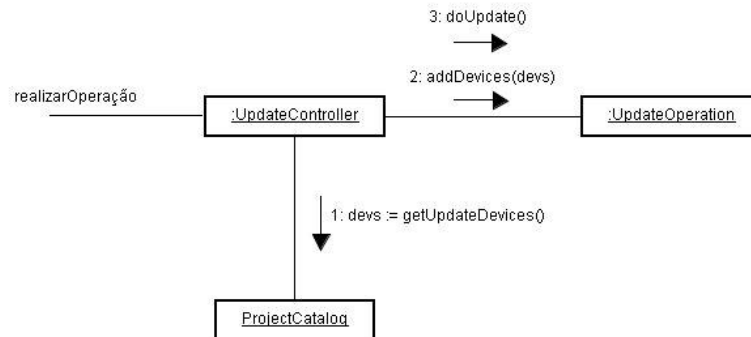 3: doUpdate()
2: addDevices(devs)
realizarOperação
:UpdateController
:UpdateOperation
1: devs := getUpdateDevices()
ProjectCatalog